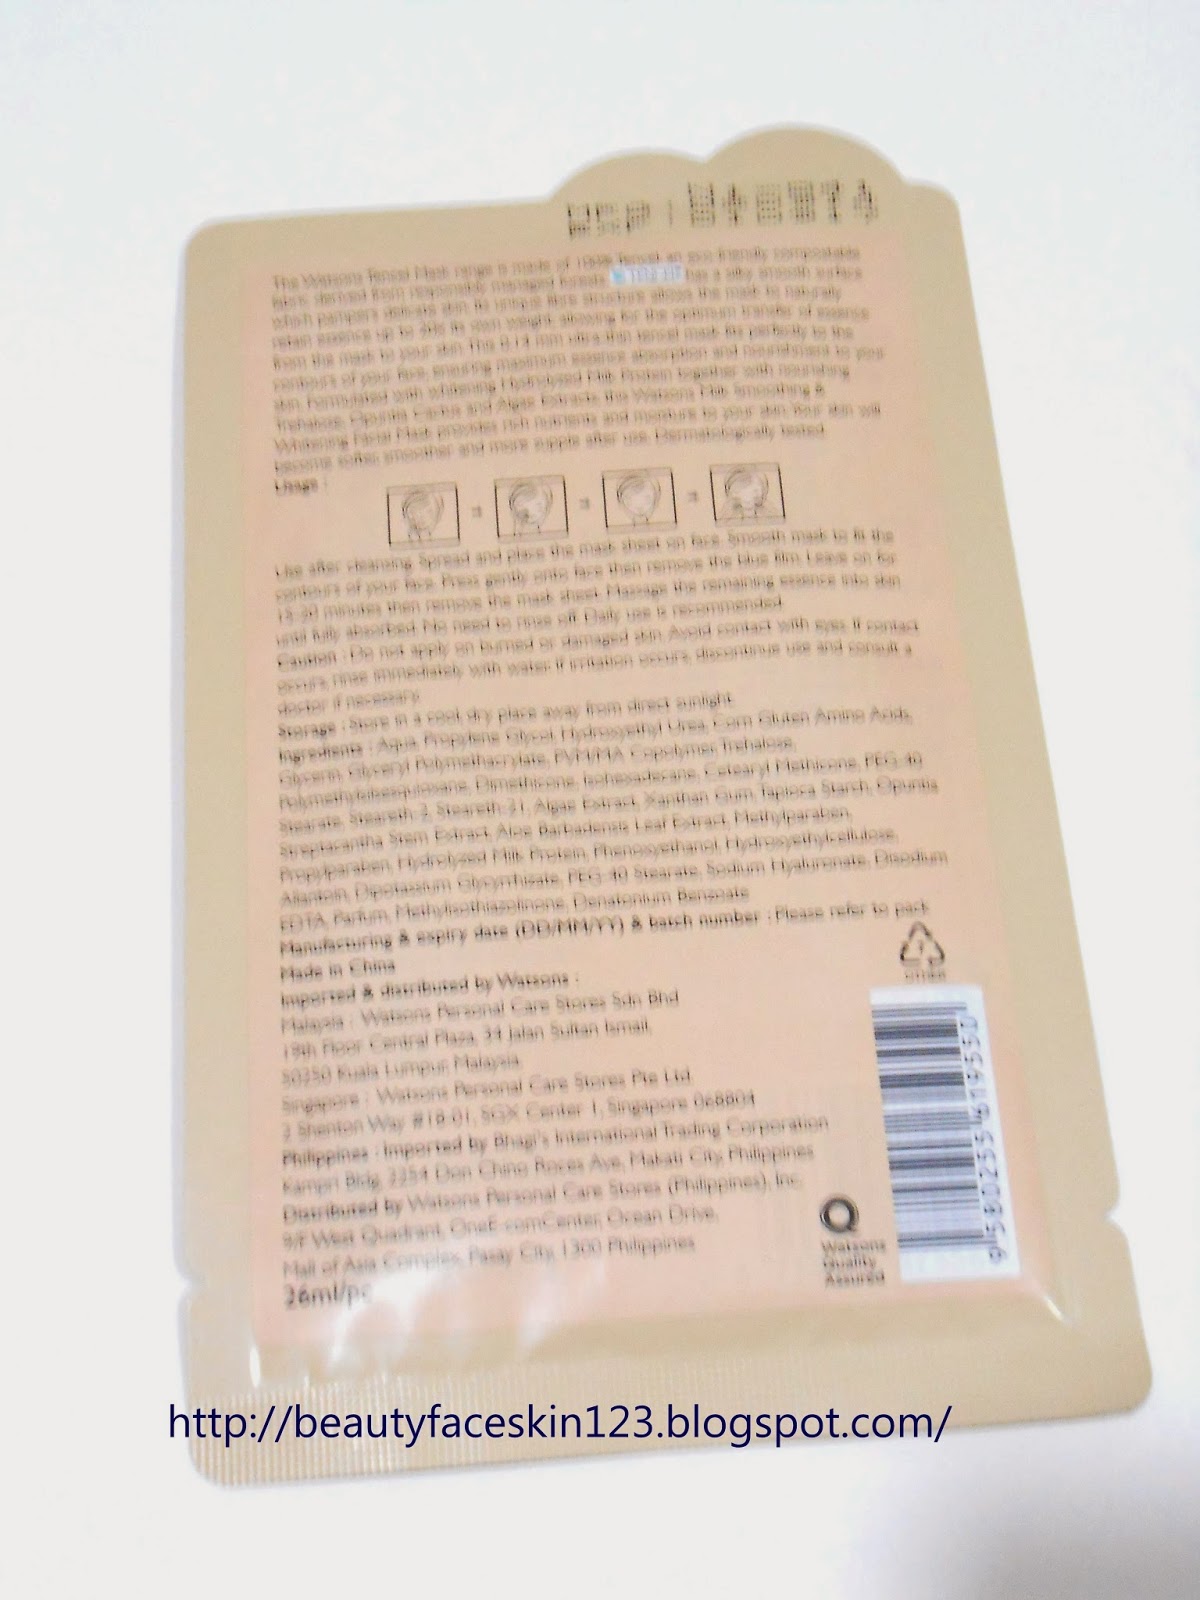 The Watsons Tencel Mask range is made of 100% Tencel, an eco friendly compostable
fabric derived from responsibly managed forests. has a silky smooth surface
which pampers delicate skin. Its unique fibre structure allows the mask to naturally
retain essence up to its own weight, allowing for the optimum transfer of essence
from the mask to your skin. This mm ultra thin tencel mask fits perfectly to the
contours of your face, ensuring maximum essence absorption and nourishment to your
skin. Formulated with whitening Hydrolyzed Milk Protein together with nourishing
Trehalose, Opuntia Cactus and Algae Extracts, this Watsons Milk Smoothing &
Whitening Facial Mask provides rich nutrients and moisture to your skin. Your skin will
become softer, smoother and more supple after use. Dermatologically tested.
Usage :
Use after cleansing. Spread and place the mask sheet on face. Smooth mask to fit the
contours of your face. Press gently onto face then remove the blue film. Leave on for
15-20 minutes then remove the mask sheet. Massage the remaining essence into skin
until fully absorbed. No need to rinse off. Daily use is recommended.
Caution : Do not apply on burned or damaged skin. Avoid contact with eyes. If contact
occurs, rinse immediately with water. If irritation occurs, discontinue use and consult a
doctor if necessary.
Storage : Store in a cool, dry place away from direct sunlight.
Ingredients : Aqua, Propylene Glycol, Hydroxyethyl Urea, Corn Gluten Amino Acids,
Glycerin, Glyceryl Polymethacrylate, PVM/MA Copolymer, Trehalose,
Polymethylsilsesquioxane, Dimethicone, Isohexadecane, Cetearyl Methicone, PEG-40
Stearate, Steareth-2, Steareth-21, Algae Extract, Xanthan Gum, Tapioca Starch, Opuntia
Streptacantha Stem Extract, Aloe Barbadensis Leaf Extract, Methylparaben,
Propylparaben, Hydrolyzed Milk Protein, Phenoxyethanol, Hydroxyethylcellulose,
Allantoin, Dipotassium Glycyrrhizate, PEG-40 Stearate, Sodium Hyaluronate, Disodium
EDTA, Parfum, Methylisothiazolinone, Denatonium Benzoate
Manufacturing & expiry date (DD/MM/YY) & batch number : Please refer to pack
Made in China
Imported & distributed by Watsons :
Malaysia : Watsons Personal Care Stores Sdn Bhd
19th Floor Central Plaza, 34 Jalan Sultan Ismail,
50250 Kuala Lumpur, Malaysia.
Singapore : Watsons Personal Care Stores Pte Ltd
2 Shenton Way #18-01, SGX Center 1, Singapore 068804
Philippines : Imported by Bhagi's International Trading Corporation
Kampri Bldg, 2254 Don Chino Roces Ave, Makati City, Philippines
Distributed by Watsons Personal Care Stores (Philippines), Inc.
9/F West Quadrant, OneE-comCenter, Ocean Drive,
Mall of Asia Complex, Pasay City, 1300 Philippines
26ml/pc
7
OTHER
Watsons
Quality
Assured
9 580255 619550
http://beautyfaceskin123.blogspot.com/